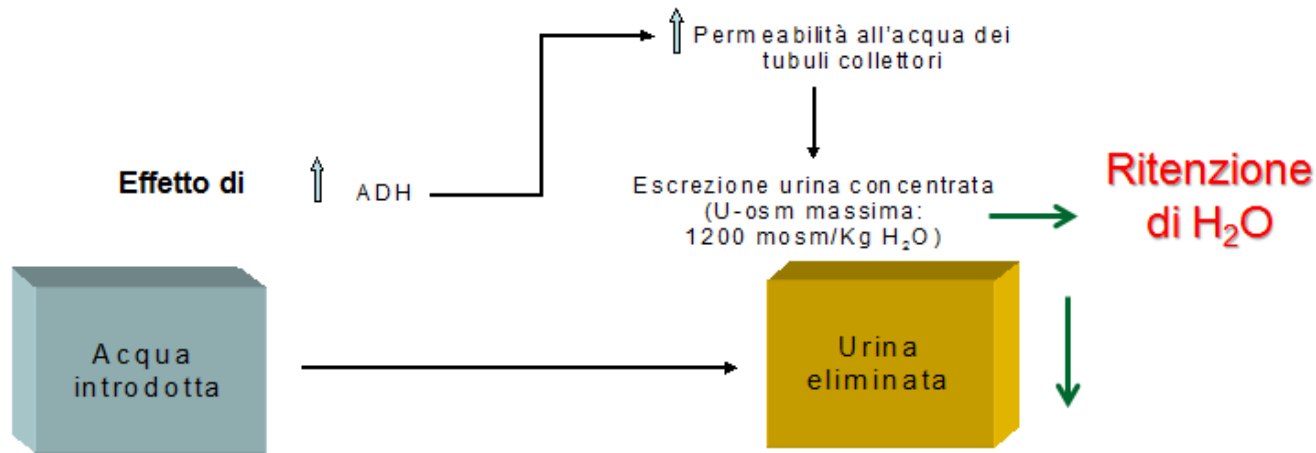 Permeabilità all'acqua dei
tubuli collettori
Effetto di
ADH
Escrezione urina concentrata
(U-osm massima:
1200 mosm/Kg H₂O)
Ritenzione
di H₂O
Acqua
introdotta
Urina
eliminata